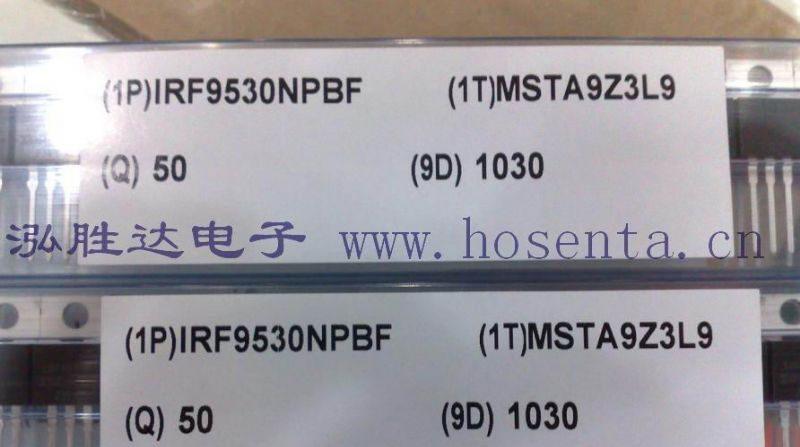 (1P)IRF9530NPBF (1T)MSTA9Z3L9
(Q) 50 (9D) 1030
泓胜达电子 www.hosenta.cn
(1P)IRF9530NPBF (1T)MSTA9Z3L9
(Q) 50 (9D) 1030